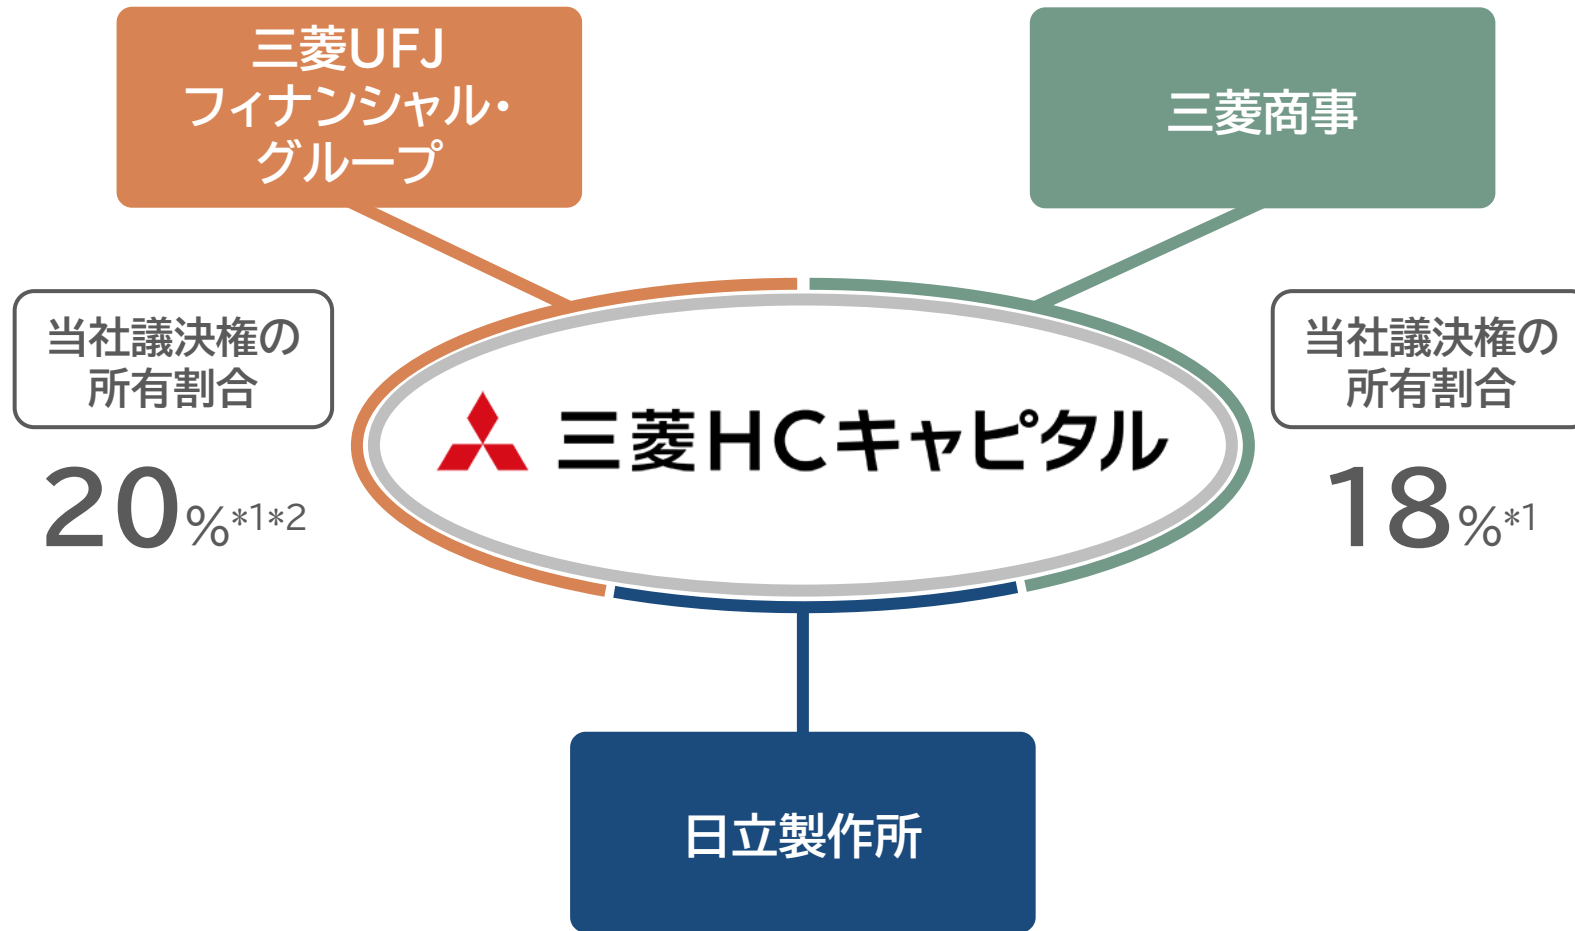 三菱UFJ
フィナンシャル・
グループ
三菱商事
当社議決権の
所有割合
20%*1*2
三菱HCキャピタル
当社議決権の
所有割合
18%*1
日立製作所